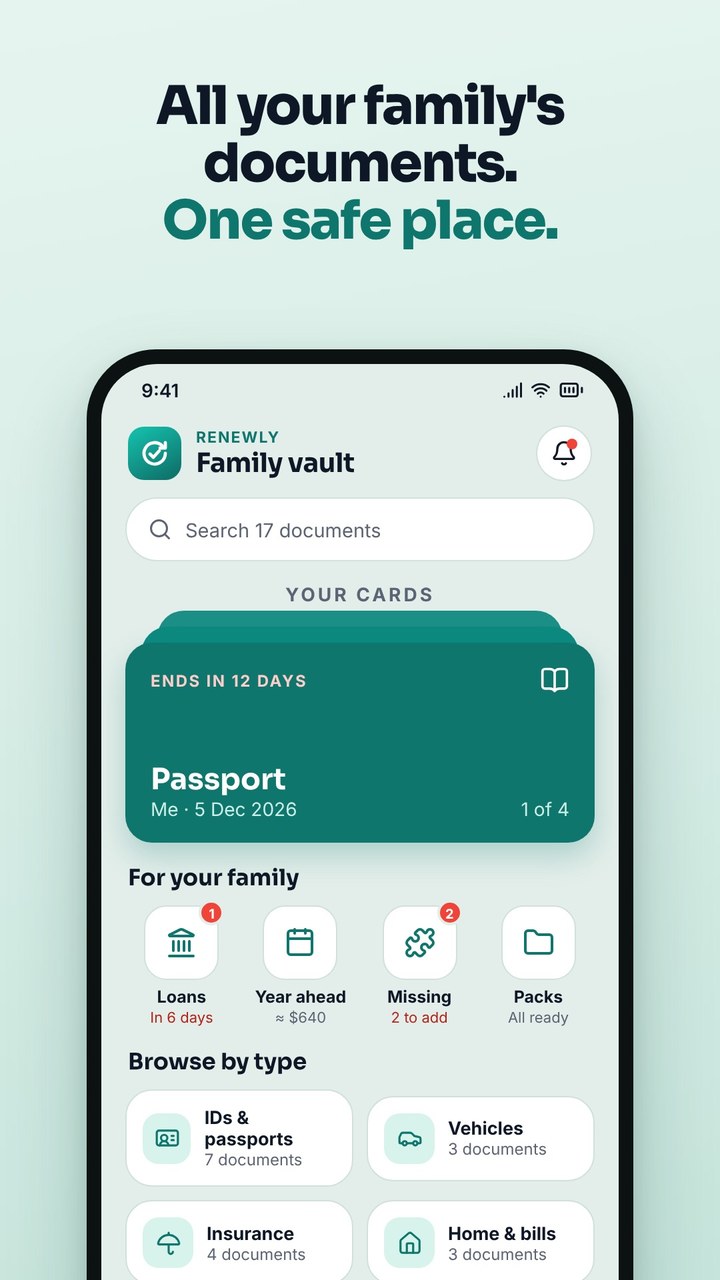 All your family's
documents.
One safe place.
9:41
RENEWLY
Family vault
Search 17 documents
YOUR CARDS
ENDS IN 12 DAYS
Passport
Me · 5 Dec 2026
1 of 4
For your family
1
2
Loans
Year ahead
Missing
Packs
In 6 days
≈ $640
2 to add
All ready
Browse by type
IDs &
passports
7 documents
Vehicles
3 documents
Insurance
4 documents
Home & bills
3 documents